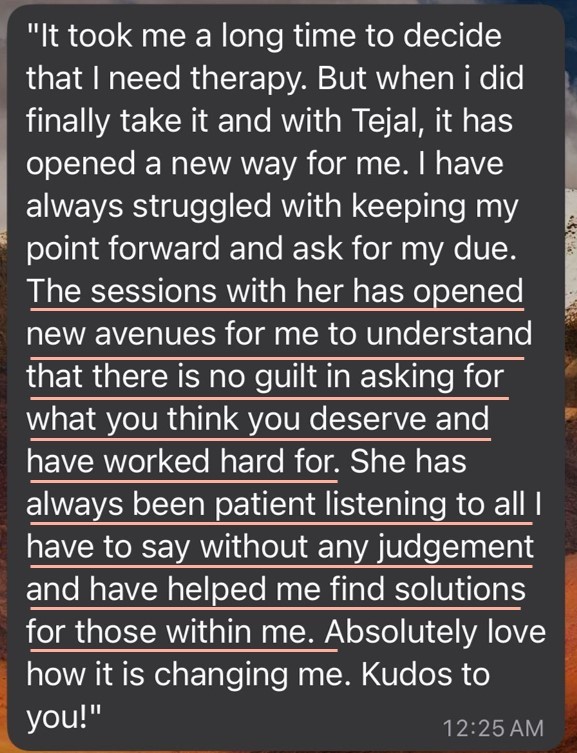 "It took me a long time to decide
that I need therapy. But when i did
finally take it and with Tejal, it has
opened a new way for me. I have
always struggled with keeping my
point forward and ask for my due.
The sessions with her has opened
new avenues for me to understand
that there is no guilt in asking for
what you think you deserve and
have worked hard for. She has
always been patient listening to all I
have to say without any judgement
and have helped me find solutions
for those within me. Absolutely love
how it is changing me. Kudos to
you!"
12:25 AM